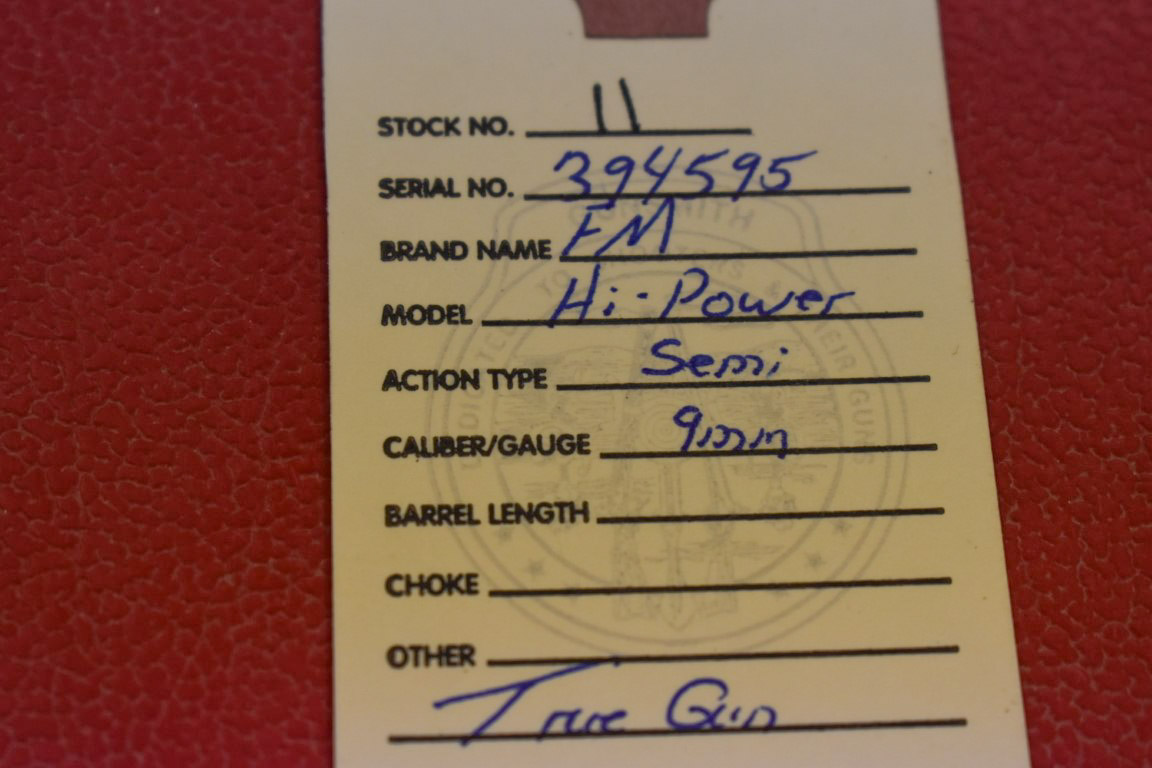 STOCK NO. 11
SERIAL NO. 394595
BRAND NAME FM
MODEL Hi-Power
ACTION TYPE Semi
CALIBER/GAUGE 9mm
BARREL LENGTH
CHOKE
OTHER
Gun